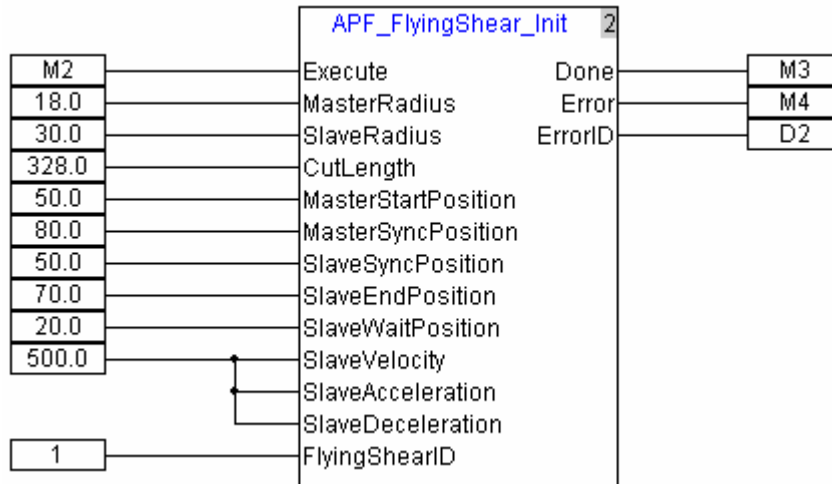 APF_FlyingShear_Init 2
M2 Execute Done M3
18.0 MasterRadius Error M4
30.0 SlaveRadius ErrorID D2
328.0 CutLength
50.0 MasterStartPosition
80.0 MasterSyncPosition
50.0 SlaveSyncPosition
70.0 SlaveEndPosition
20.0 SlaveWaitPosition
500.0 SlaveVelocity
SlaveAcceleration
SlaveDeceleration
1 FlyingShearID